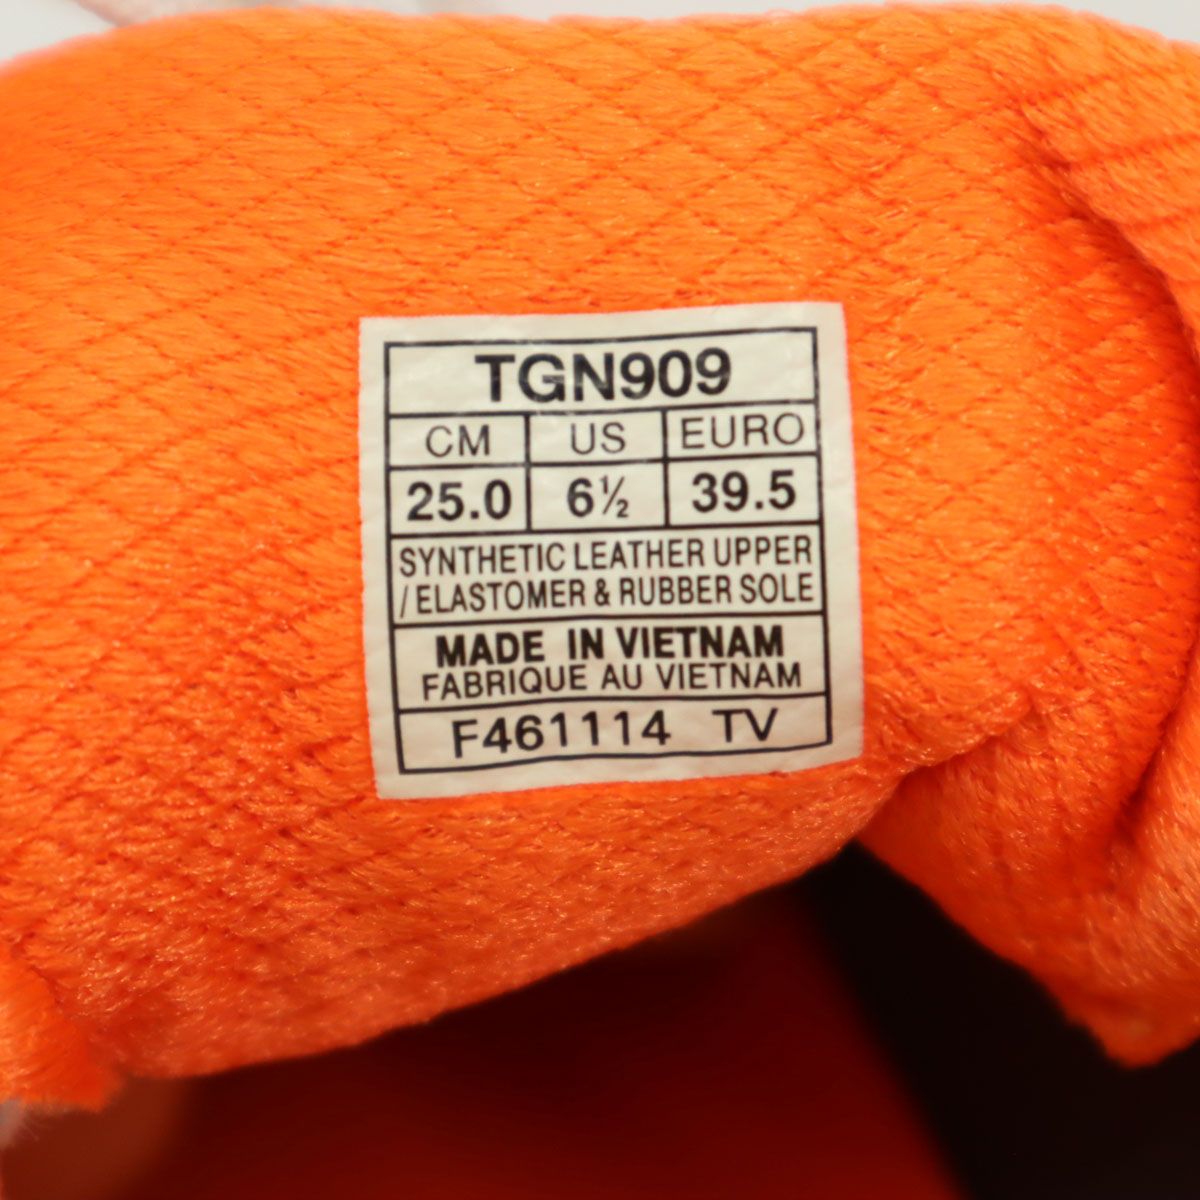 TGN909
CM US EURO
25.0 6½ 39.5
SYNTHETIC LEATHER UPPER
/ELASTOMER & RUBBER SOLE
MADE IN VIETNAM
FABRIQUE AU VIETNAM
F461114 TV